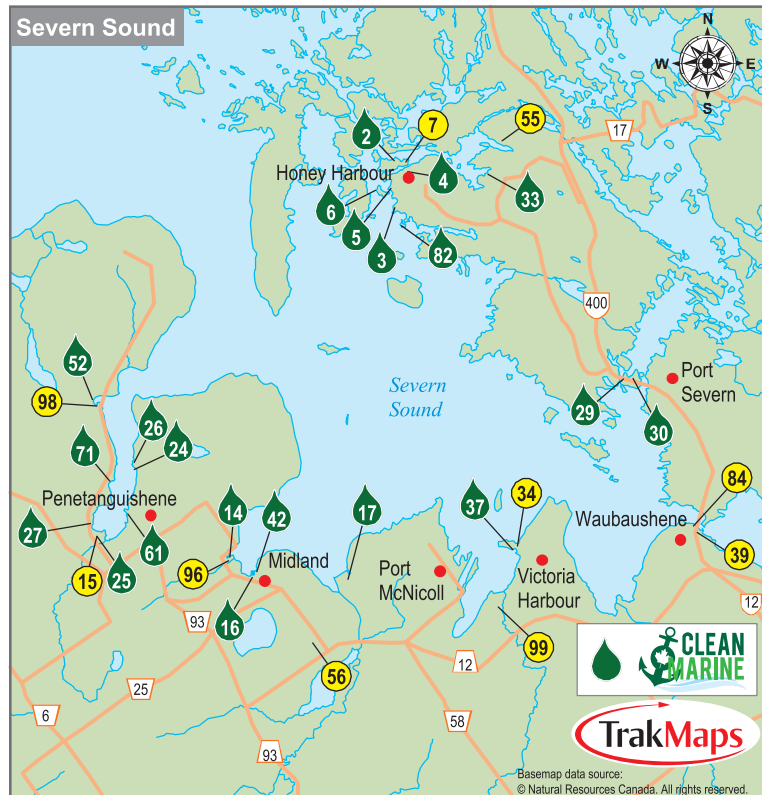 Severn Sound
N
W
E
S
55
7
2
17
Honey Harbour
4
33
6
5
3
82
400
52
98
Severn
Sound
Port
Severn
29
30
26
24
71
Penetanguishene
27
61
15
25
14
42
17
96
Midland
16
93
37
34
84
Waubaushene
39
Port
McNicoll
Victoria
Harbour
12
99
56
12
25
6
58
93
CLEAN
MARINE
TrakMaps
Basemap data source:
© Natural Resources Canada. All rights reserved.